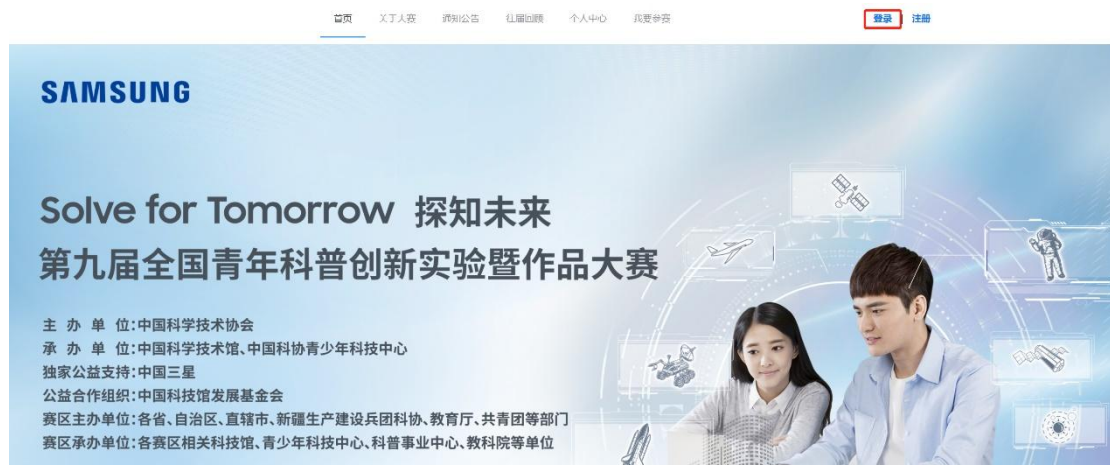 首页 关于大赛 通知公告 往届回顾 个人中心 我要参赛 登录 注册
SAMSUNG
Solve for Tomorrow 探知未来
第九届全国青年科普创新实验暨作品大赛
主 办 单 位:中国科学技术协会
承 办 单 位:中国科学技术馆、中国科协青少年科技中心
独家公益支持:中国三星
公益合作组织:中国科技馆发展基金会
赛区主办单位:各省、自治区、直辖市、新疆生产建设兵团科协、教育厅、共青团等部门
赛区承办单位:各赛区相关科技馆、青少年科技中心、科普事业中心、教科院等单位